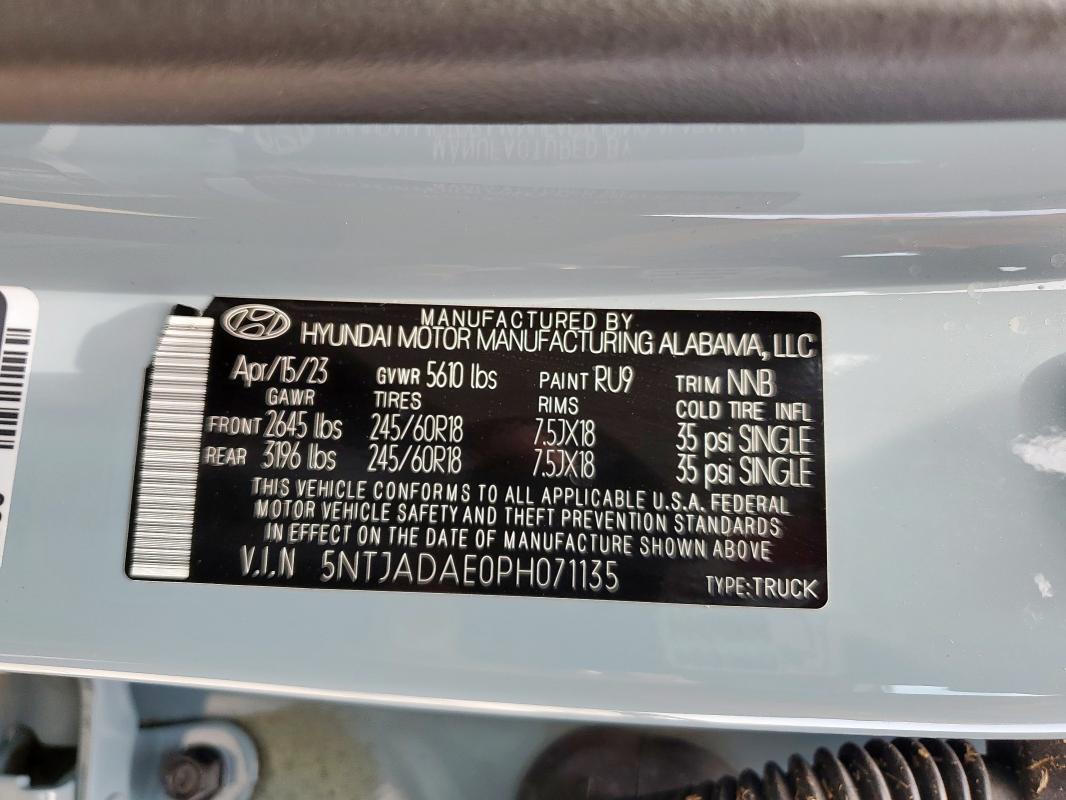 MANUFACTURED BY
HYUNDAI MOTOR MANUFACTURING ALABAMA, LLC
Apr/15/23 GVWR 5610 lbs PAINT RU9 TRIM NNB
GAWR TIRES RIMS COLD TIRE INFL
FRONT 2645 lbs 245/60R18 7.5JX18 35 psi SINGLE
REAR 3196 lbs 245/60R18 7.5JX18 35 psi SINGLE
THIS VEHICLE CONFORMS TO ALL APPLICABLE U.S.A. FEDERAL
MOTOR VEHICLE SAFETY AND THEFT PREVENTION STANDARDS
IN EFFECT ON THE DATE OF MANUFACTURE SHOWN ABOVE
V.I.N 5NTJADAE0PH071135 TYPE:TRUCK